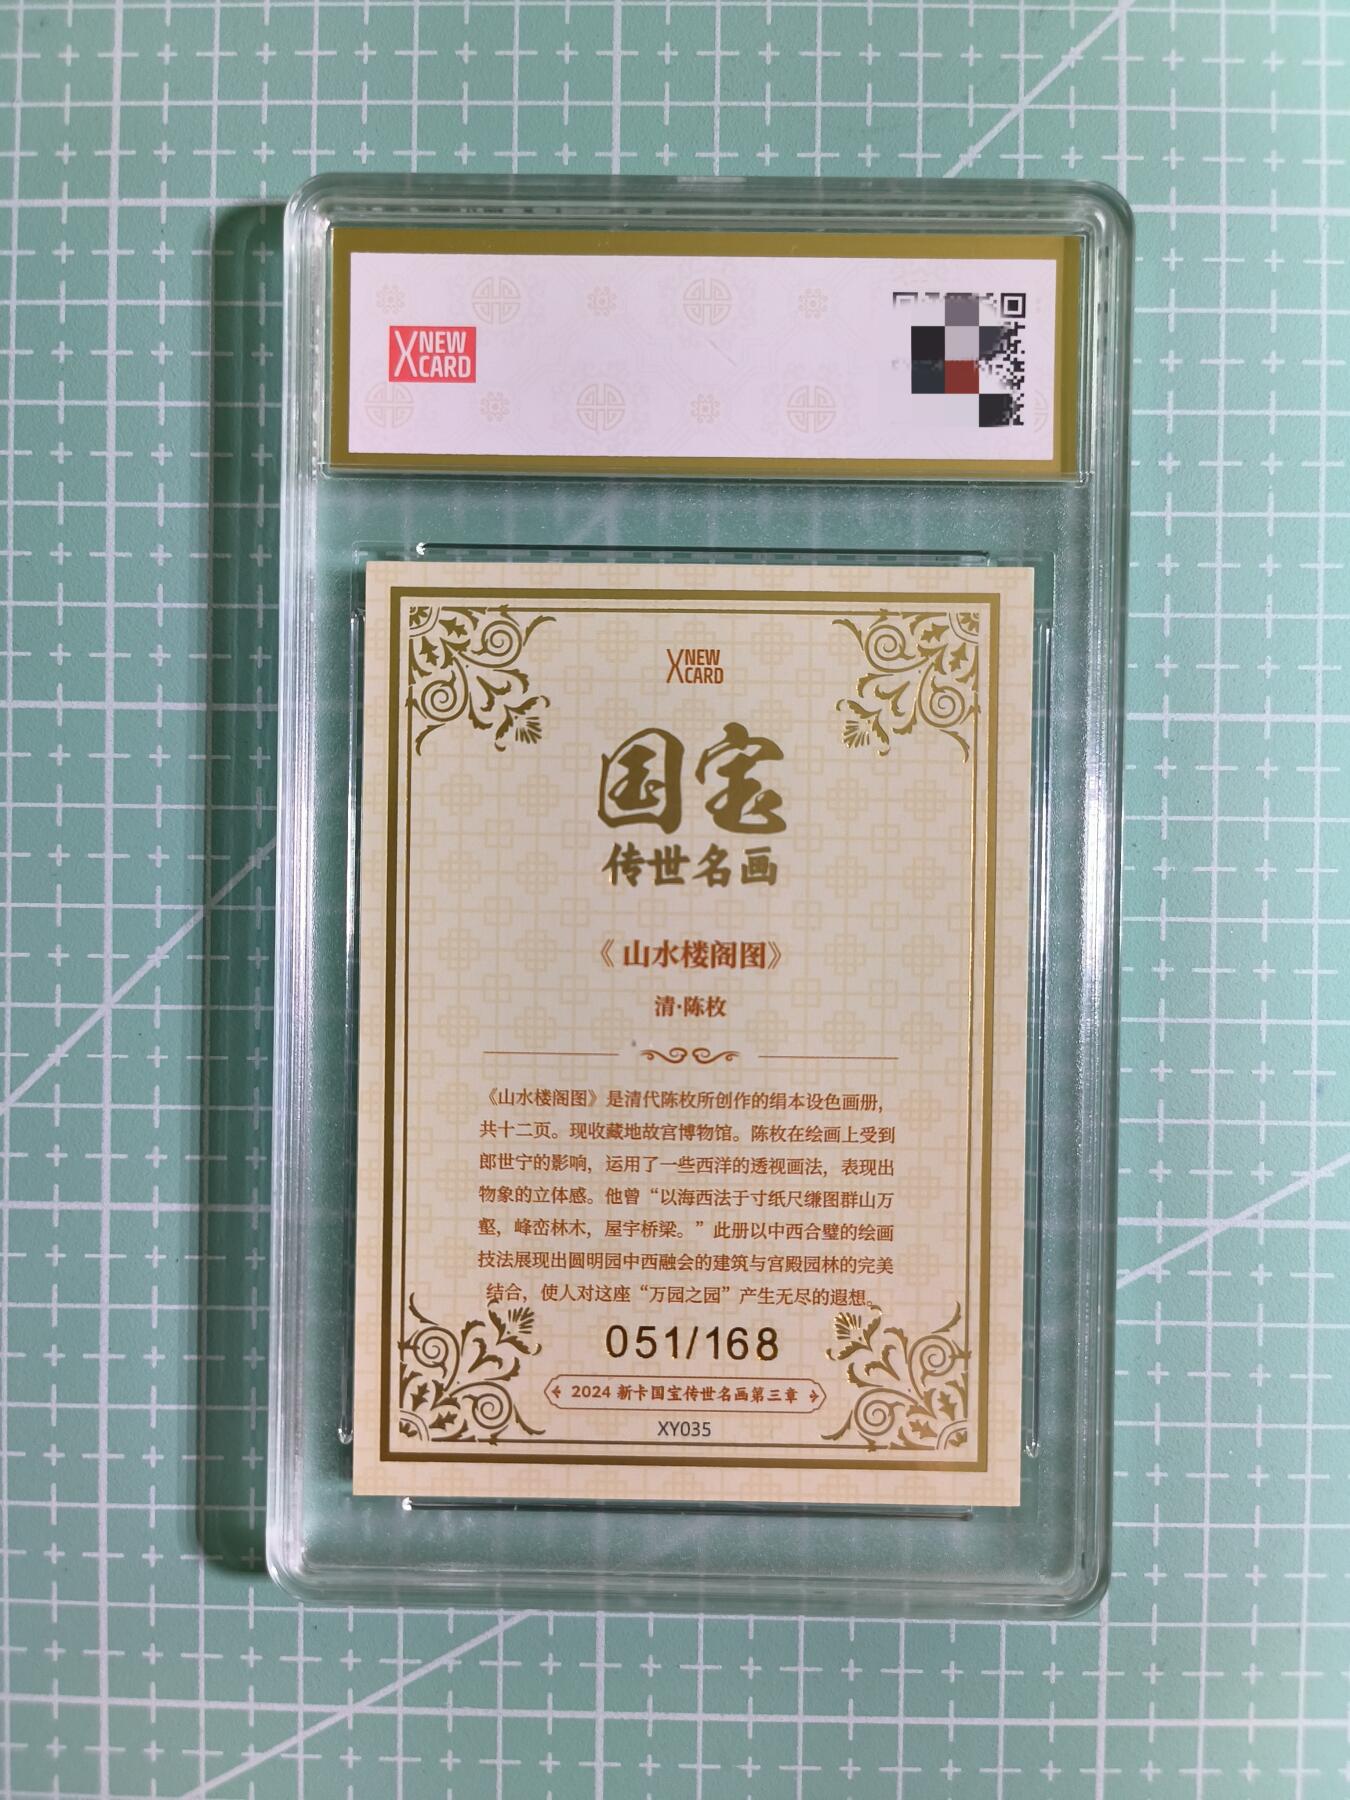 XNEW
CARD
XNEW
CARD
国宝
传世名画
《山水楼阁图》
清·陈枚
《山水楼阁图》是清代陈枚所创作的绢本设色画册,
共十二页。现收藏地故宫博物馆。陈枚在绘画上受到
郎世宁的影响,运用了一些西洋的透视画法,表现出
物象的立体感。他曾“以海西法于寸纸尺缣图群山万
壑,峰峦林木,屋宇桥梁。”此册以中西合璧的绘画
技法展现出圆明园中西融会的建筑与宫殿园林的完美
结合,使人对这座“万园之园”产生无尽的遐想。
051/168
2024 新卡国宝传世名画第三章
XY035